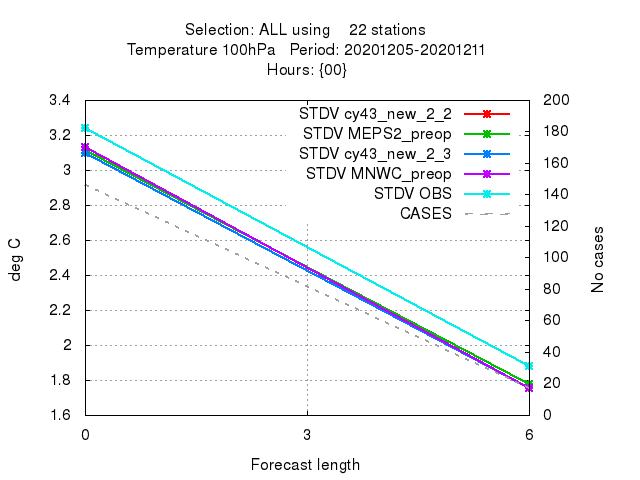 Selection: ALL using    22 stations
Temperature 100hPa   Period: 20201205-20201211
Hours: {00}
3.4
3.2
3
2.8
2.6
2.4
2.2
2
1.8
1.6
200
180
160
140
120
100
80
60
40
20
0
STDV cy43_new_2_2
STDV MEPS2_preop
STDV cy43_new_2_3
STDV MNWC_preop
STDV OBS
CASES
deg C
No cases
0
3
6
Forecast length